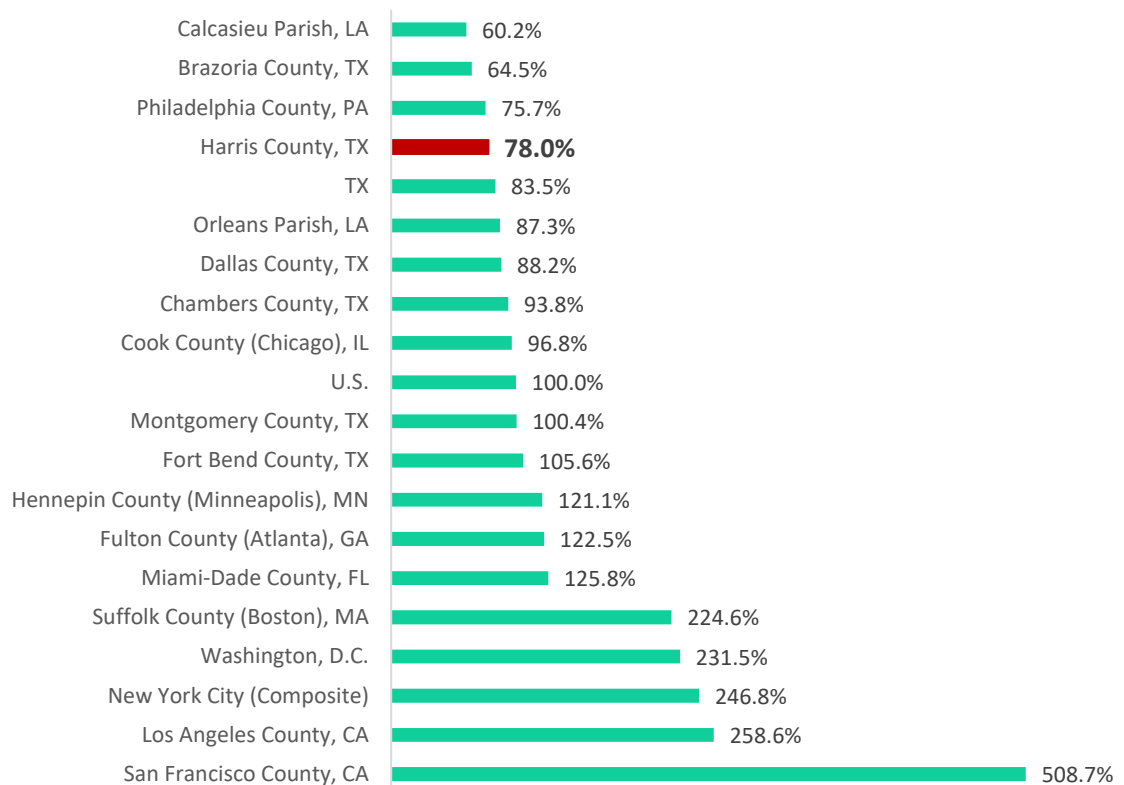 Calcasieu Parish, LA 60.2%
Brazoria County, TX 64.5%
Philadelphia County, PA 75.7%
Harris County, TX 78.0%
TX 83.5%
Orleans Parish, LA 87.3%
Dallas County, TX 88.2%
Chambers County, TX 93.8%
Cook County (Chicago), IL 96.8%
U.S. 100.0%
Montgomery County, TX 100.4%
Fort Bend County, TX 105.6%
Hennepin County (Minneapolis), MN 121.1%
Fulton County (Atlanta), GA 122.5%
Miami-Dade County, FL 125.8%
Suffolk County (Boston), MA 224.6%
Washington, D.C. 231.5%
New York City (Composite) 246.8%
Los Angeles County, CA 258.6%
San Francisco County, CA 508.7%